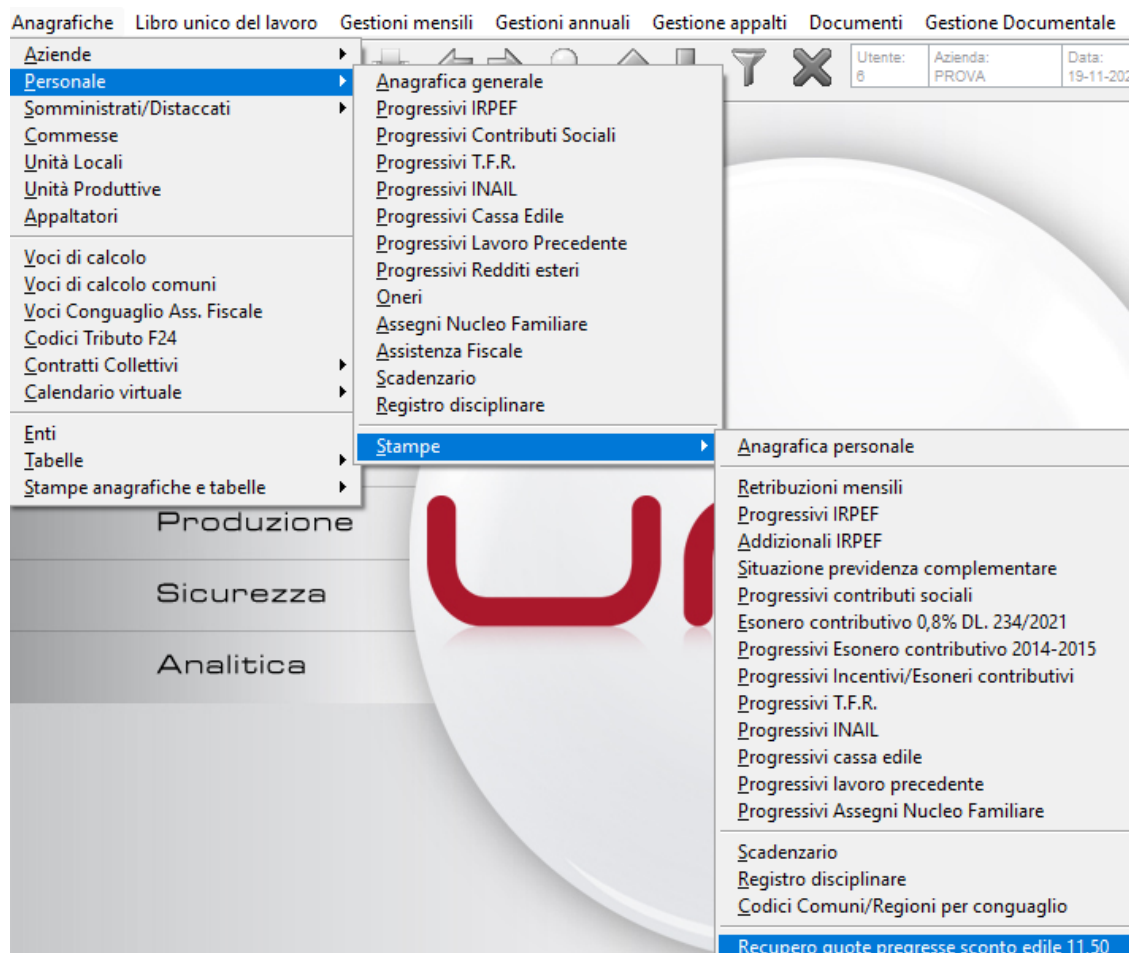 Anagrafiche Libro unico del lavoro Gestioni mensili Gestioni annuali Gestione appalti Documenti Gestione Documentale
Aziende
Personale
Somministrati/Distaccati
Commesse
Unità Locali
Unità Produttive
Appaltatori
Voci di calcolo
Voci di calcolo comuni
Voci Conguaglio Ass. Fiscale
Codici Tributo F24
Contratti Collettivi
Calendario virtuale
Enti
Tabelle
Stampe anagrafiche e tabelle
Utente: Azienda: Data:
6 PROVA 19-11-202
Anagrafica generale
Progressivi IRPEF
Progressivi Contributi Sociali
Progressivi T.F.R.
Progressivi INAIL
Progressivi Cassa Edile
Progressivi Lavoro Precedente
Progressivi Redditi esteri
Oneri
Assegni Nucleo Familiare
Assistenza Fiscale
Scadenzario
Registro disciplinare
Stampe
Anagrafica personale
Retribuzioni mensili
Progressivi IRPEF
Addizionali IRPEF
Situazione previdenza complementare
Progressivi contributi sociali
Esonero contributivo 0,8% DL. 234/2021
Progressivi Esonero contributivo 2014-2015
Progressivi Incentivi/Esoneri contributivi
Progressivi T.F.R.
Progressivi INAIL
Progressivi cassa edile
Progressivi lavoro precedente
Progressivi Assegni Nucleo Familiare
Scadenzario
Registro disciplinare
Codici Comuni/Regioni per conguaglio
Recupero quote pregresse sconto edile 11,50
Produzione
Sicurezza
Analitica